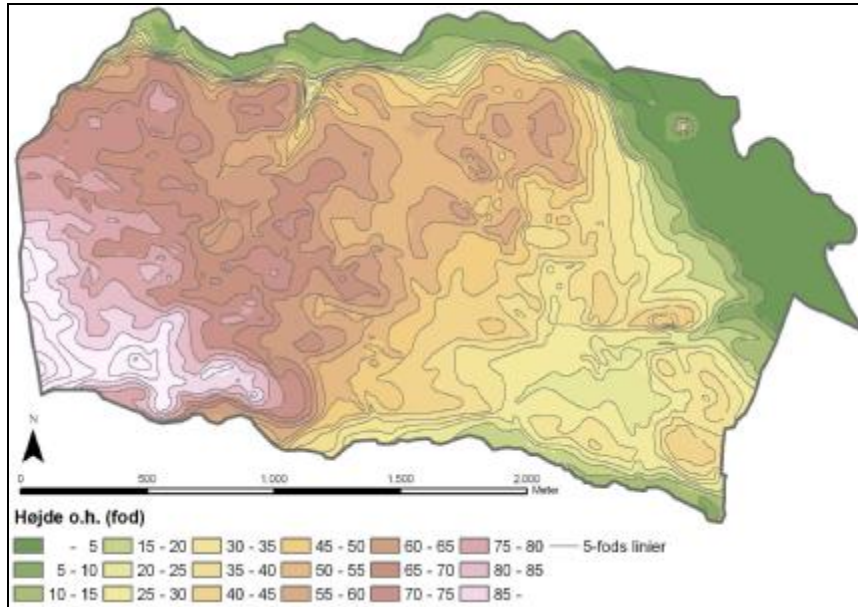 N
0 500 1.000 1.500 2.000
Meter
Højde o.h. (fod)
- 5 15 - 20 30 - 35 45 - 50 60 - 65 75 - 80 5-fods linier
5 - 10 20 - 25 35 - 40 50 - 55 65 - 70 80 - 85
10 - 15 25 - 30 40 - 45 55 - 60 70 - 75 85 -